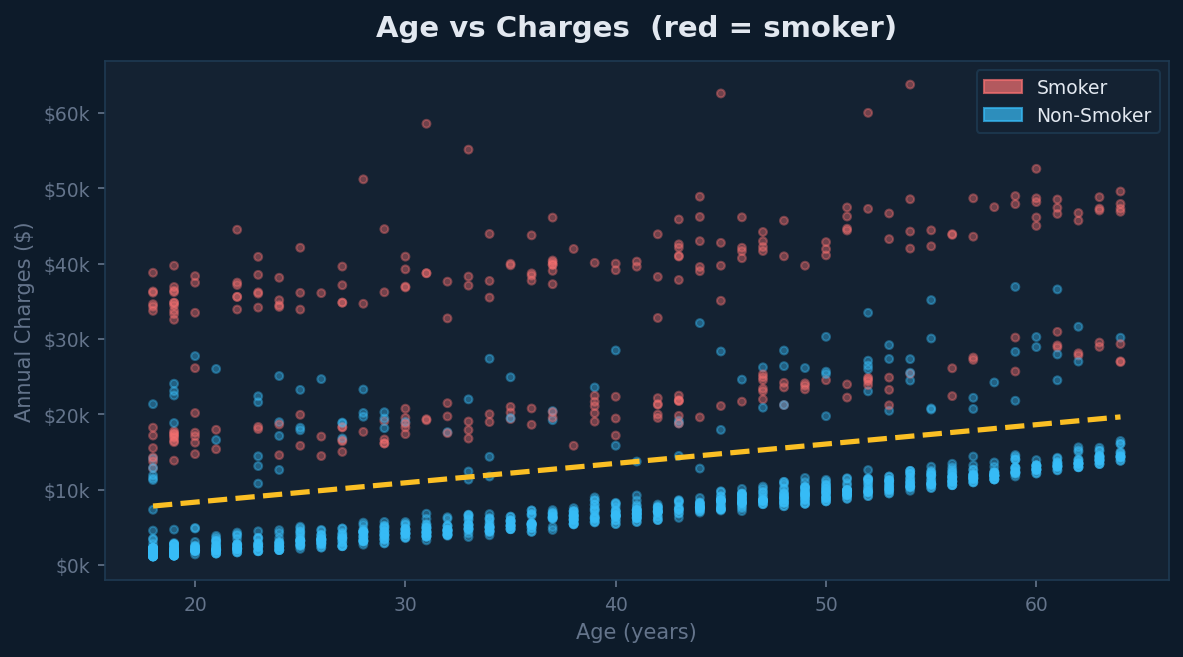 Age vs Charges  (red = smoker)
Smoker
Non-Smoker
$60k
$50k
$40k
$30k
$20k
$10k
$0k
Annual Charges ($)
20 30 40 50 60
Age (years)